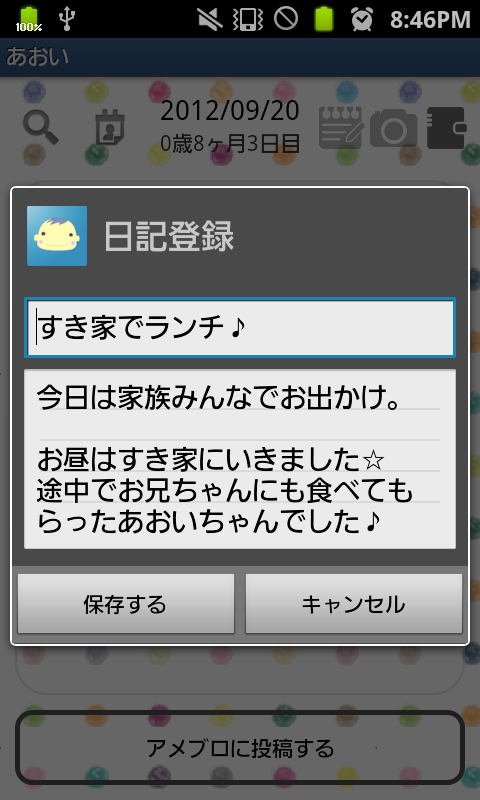 100%
8:46PM
あおい
2012/09/20
0歳8ヶ月3日目
日記登録
すき家でランチ♪
今日は家族みんなでお出かけ。
お昼はすき家にいきました☆
途中でお兄ちゃんにも食べても
らったあおいちゃんでした♪
保存する
キャンセル
アメブロに投稿する